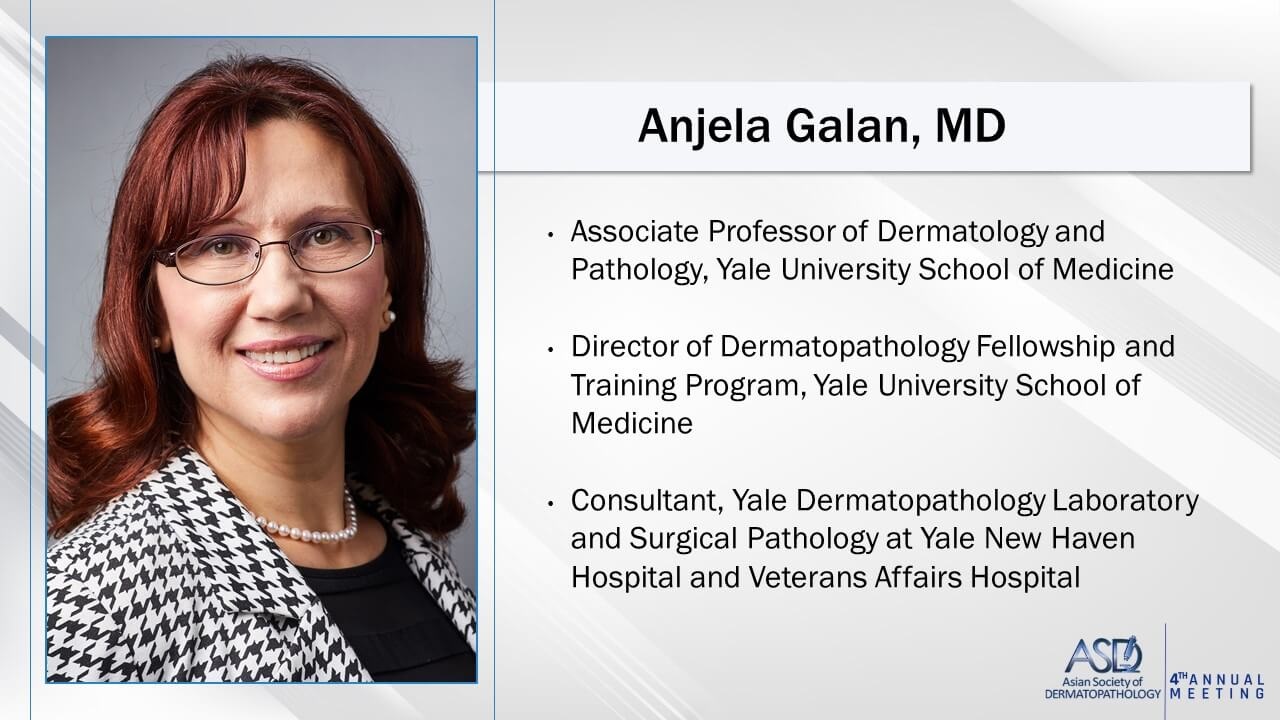 Anjela Galan, MD
• Associate Professor of Dermatology and
Pathology, Yale University School of Medicine
• Director of Dermatopathology Fellowship and
Training Program, Yale University School of
Medicine
• Consultant, Yale Dermatopathology Laboratory
and Surgical Pathology at Yale New Haven
Hospital and Veterans Affairs Hospital
ASD
Asian Society of
DERMATOPATHOLOGY
4TH ANNUAL
MEETING